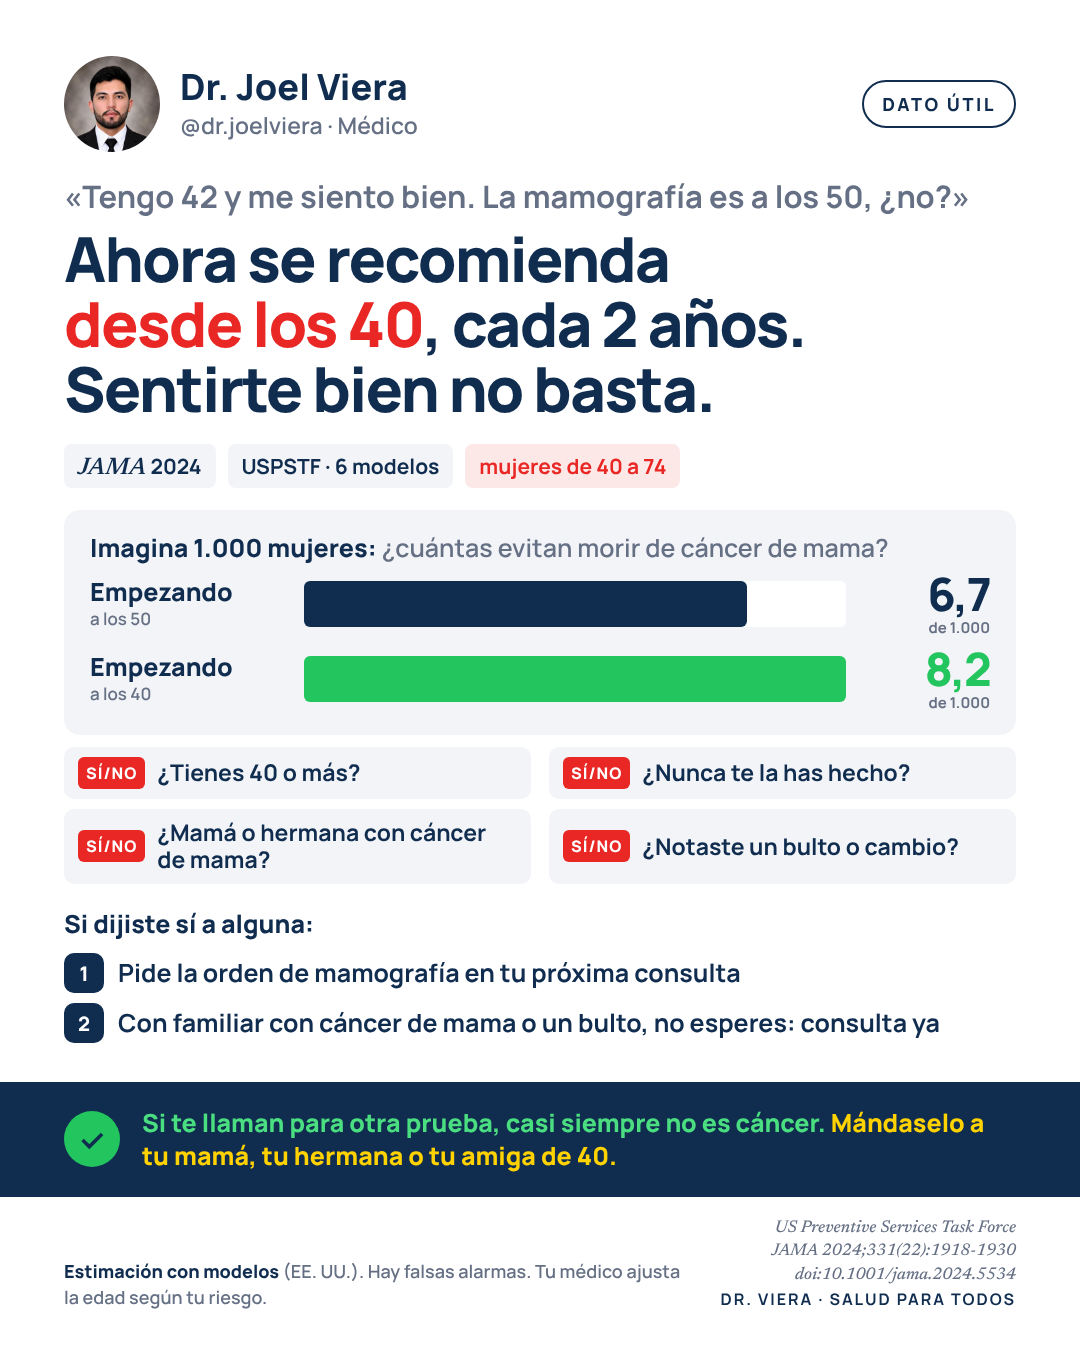 Dr. Joel Viera
@dr.joelviera · Médico
DATO ÚTIL
«Tengo 42 y me siento bien. La mamografía es a los 50, ¿no?»
Ahora se recomienda
desde los 40, cada 2 años.
Sentirte bien no basta.
JAMA 2024
USPSTF · 6 modelos
mujeres de 40 a 74
Imagina 1.000 mujeres: ¿cuántas evitan morir de cáncer de mama?
Empezando
a los 50
6,7
de 1.000
Empezando
a los 40
8,2
de 1.000
SÍ/NO ¿Tienes 40 o más?
SÍ/NO ¿Nunca te la has hecho?
SÍ/NO ¿Mamá o hermana con cáncer
de mama?
SÍ/NO ¿Notaste un bulto o cambio?
Si dijiste sí a alguna:
1 Pide la orden de mamografía en tu próxima consulta
2 Con familiar con cáncer de mama o un bulto, no esperes: consulta ya
Si te llaman para otra prueba, casi siempre no es cáncer. Mándaselo a
tu mamá, tu hermana o tu amiga de 40.
Estimación con modelos (EE. UU.). Hay falsas alarmas. Tu médico ajusta
la edad según tu riesgo.
US Preventive Services Task Force
JAMA 2024;331(22):1918-1930
doi:10.1001/jama.2024.5534
DR. VIERA · SALUD PARA TODOS